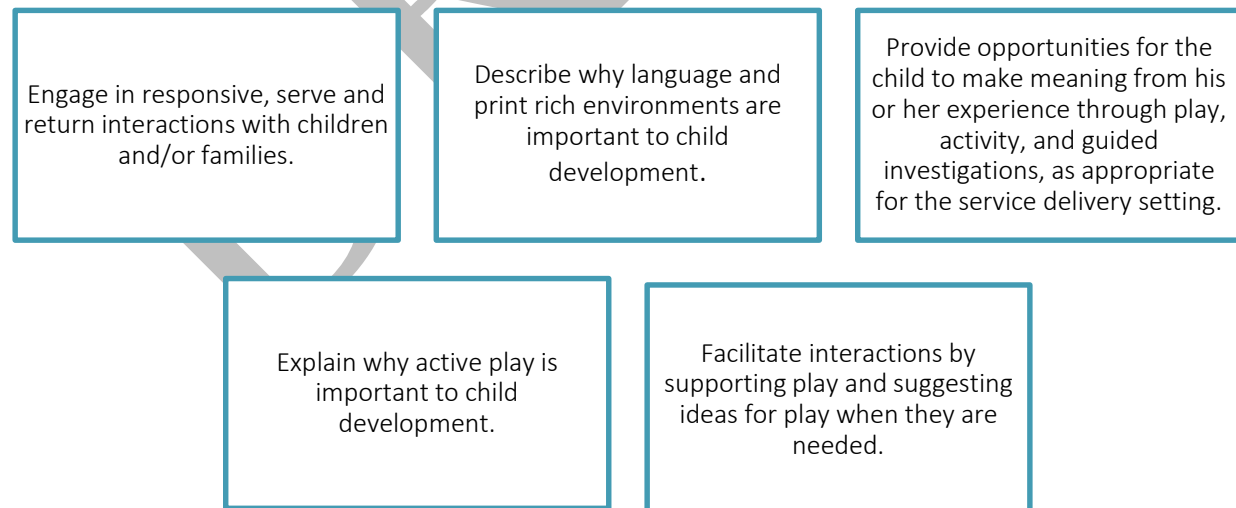 Engage in responsive, serve and
return interactions with children
and/or families.
Describe why language and
print rich environments are
important to child
development.
Provide opportunities for the
child to make meaning from his
or her experience through play,
activity, and guided
investigations, as appropriate
for the service delivery setting.
Explain why active play is
important to child
development.
Facilitate interactions by
supporting play and suggesting
ideas for play when they are
needed.